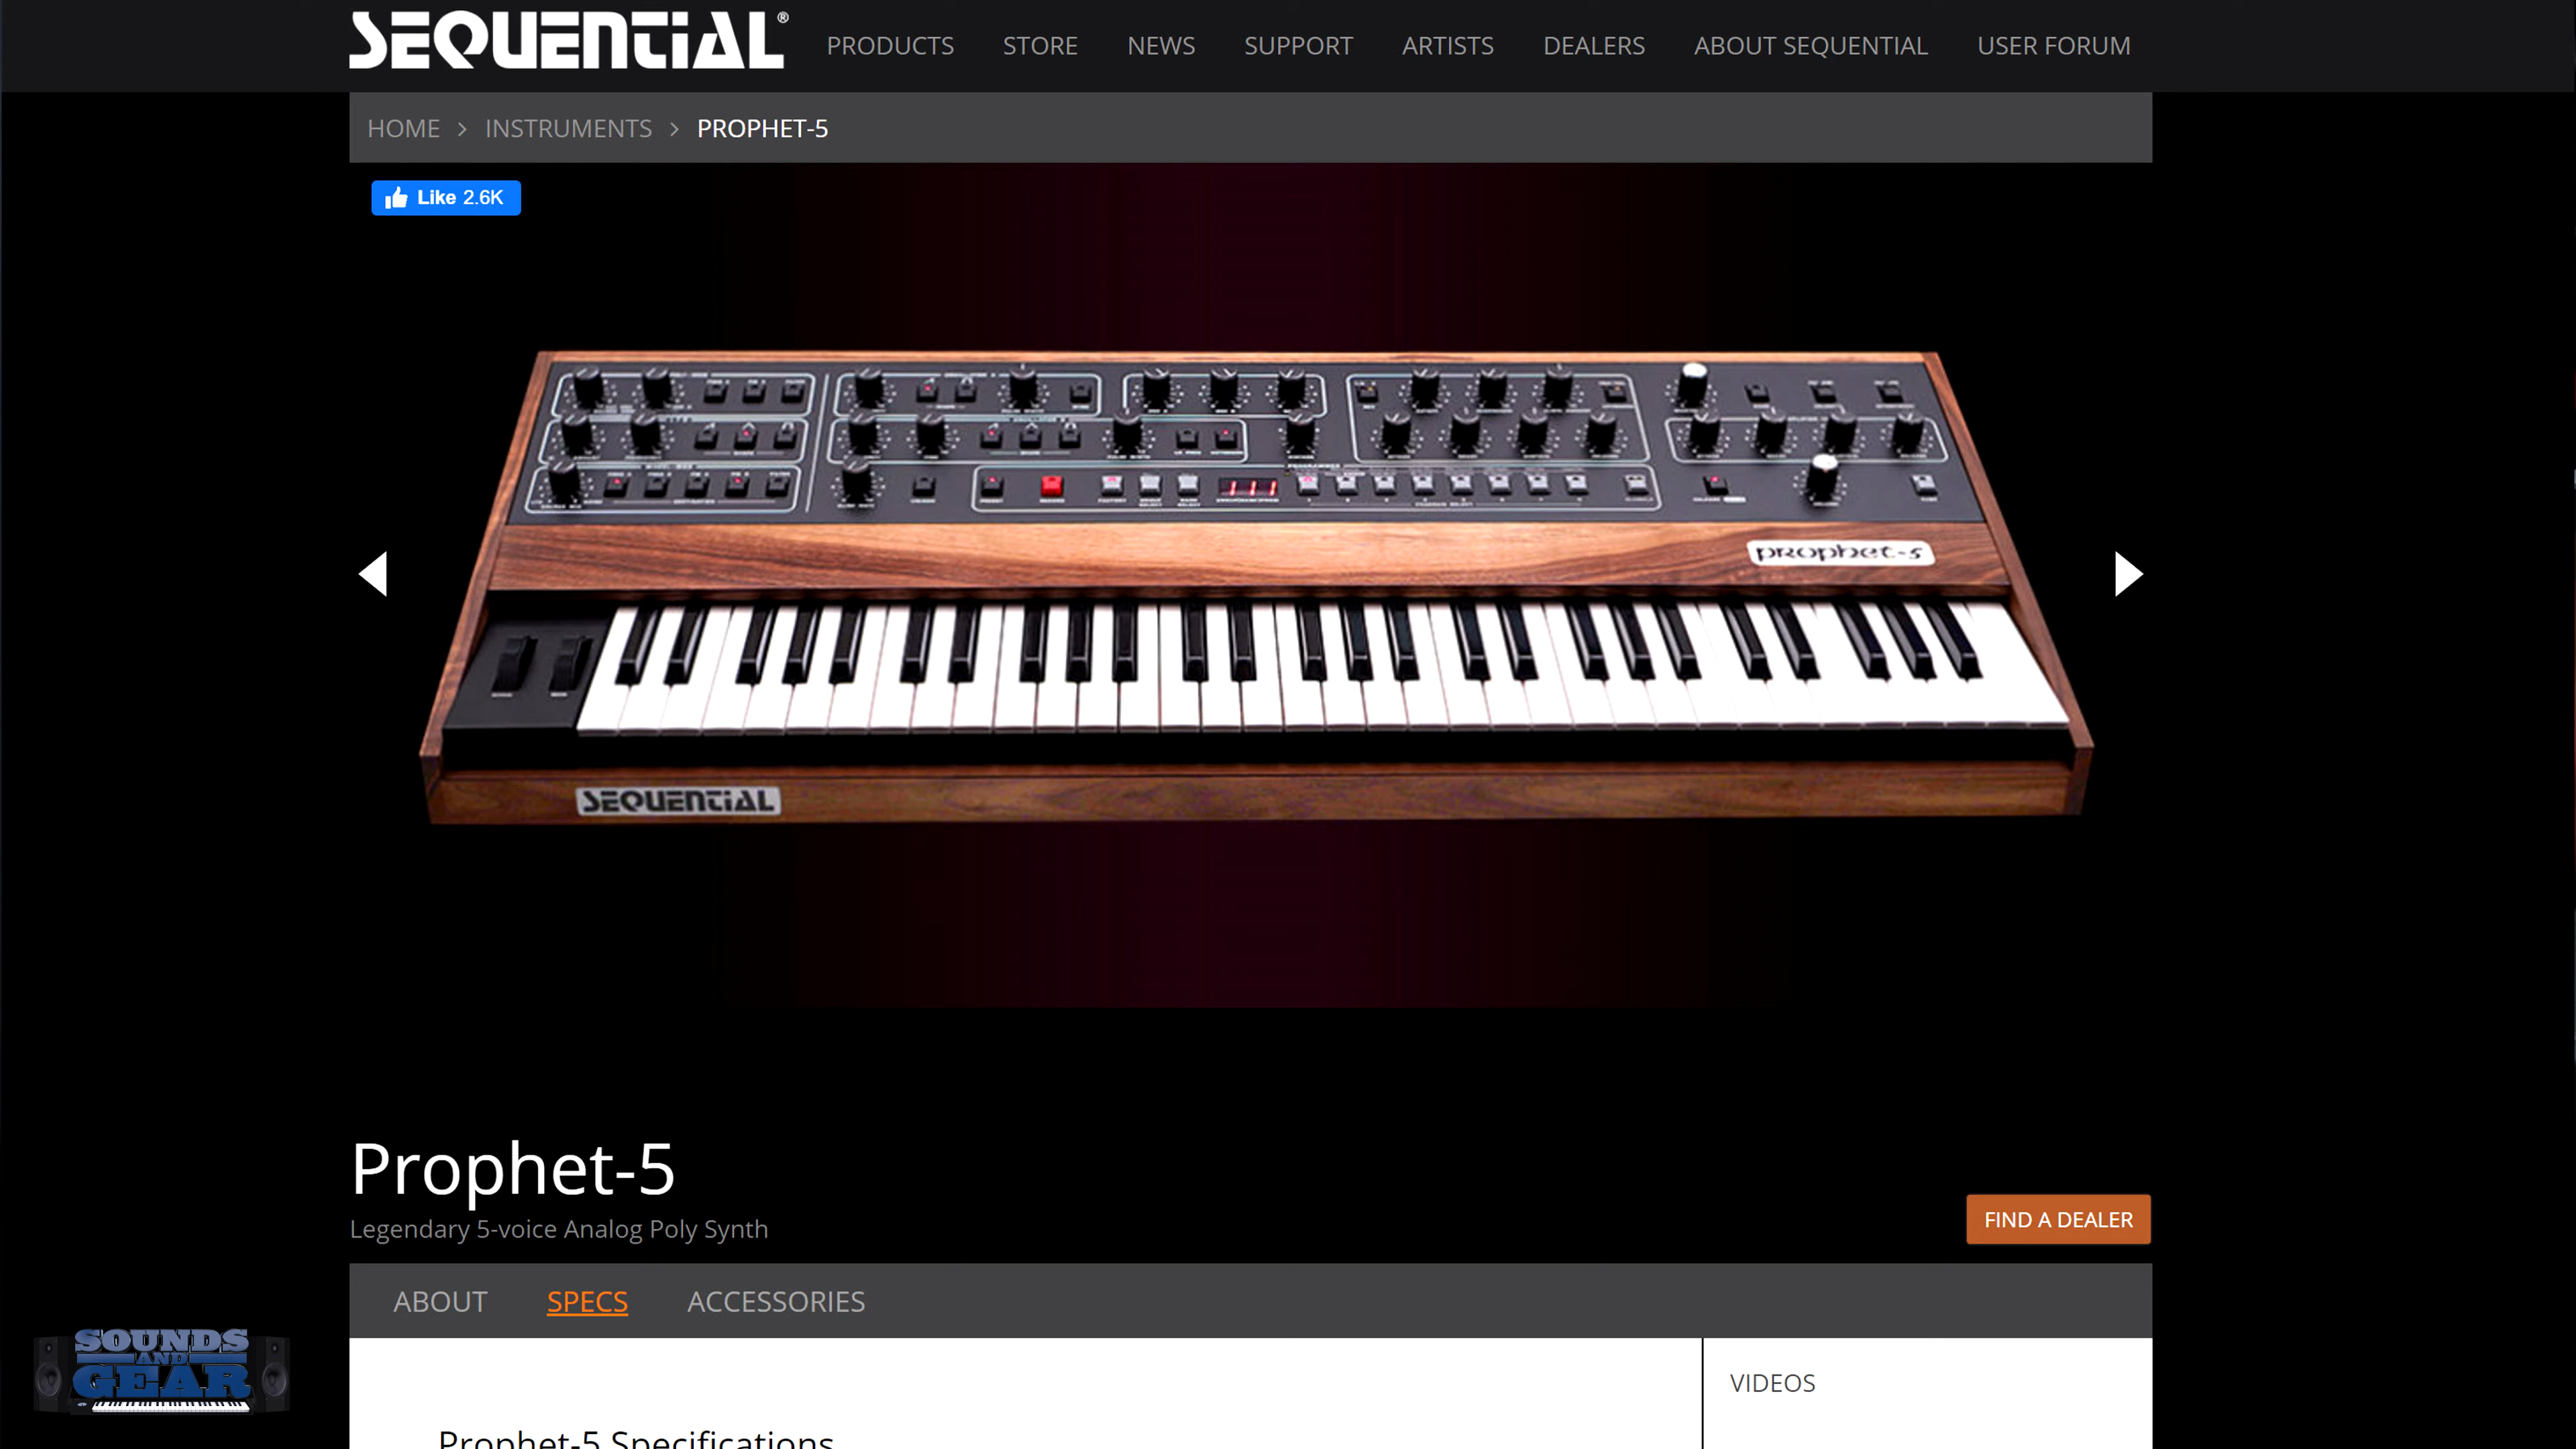 SEQUENTIAL®
PRODUCTS
STORE
NEWS
SUPPORT
ARTISTS
DEALERS
ABOUT SEQUENTIAL
USER FORUM
HOME > INSTRUMENTS > PROPHET-5
Like 2.6K
111
prophet-5
SEQUENTIAL
Prophet-5
Legendary 5-voice Analog Poly Synth
FIND A DEALER
ABOUT
SPECS
ACCESSORIES
SOUNDS
AND
GEAR
VIDEOS
Prophet-5 Specifications